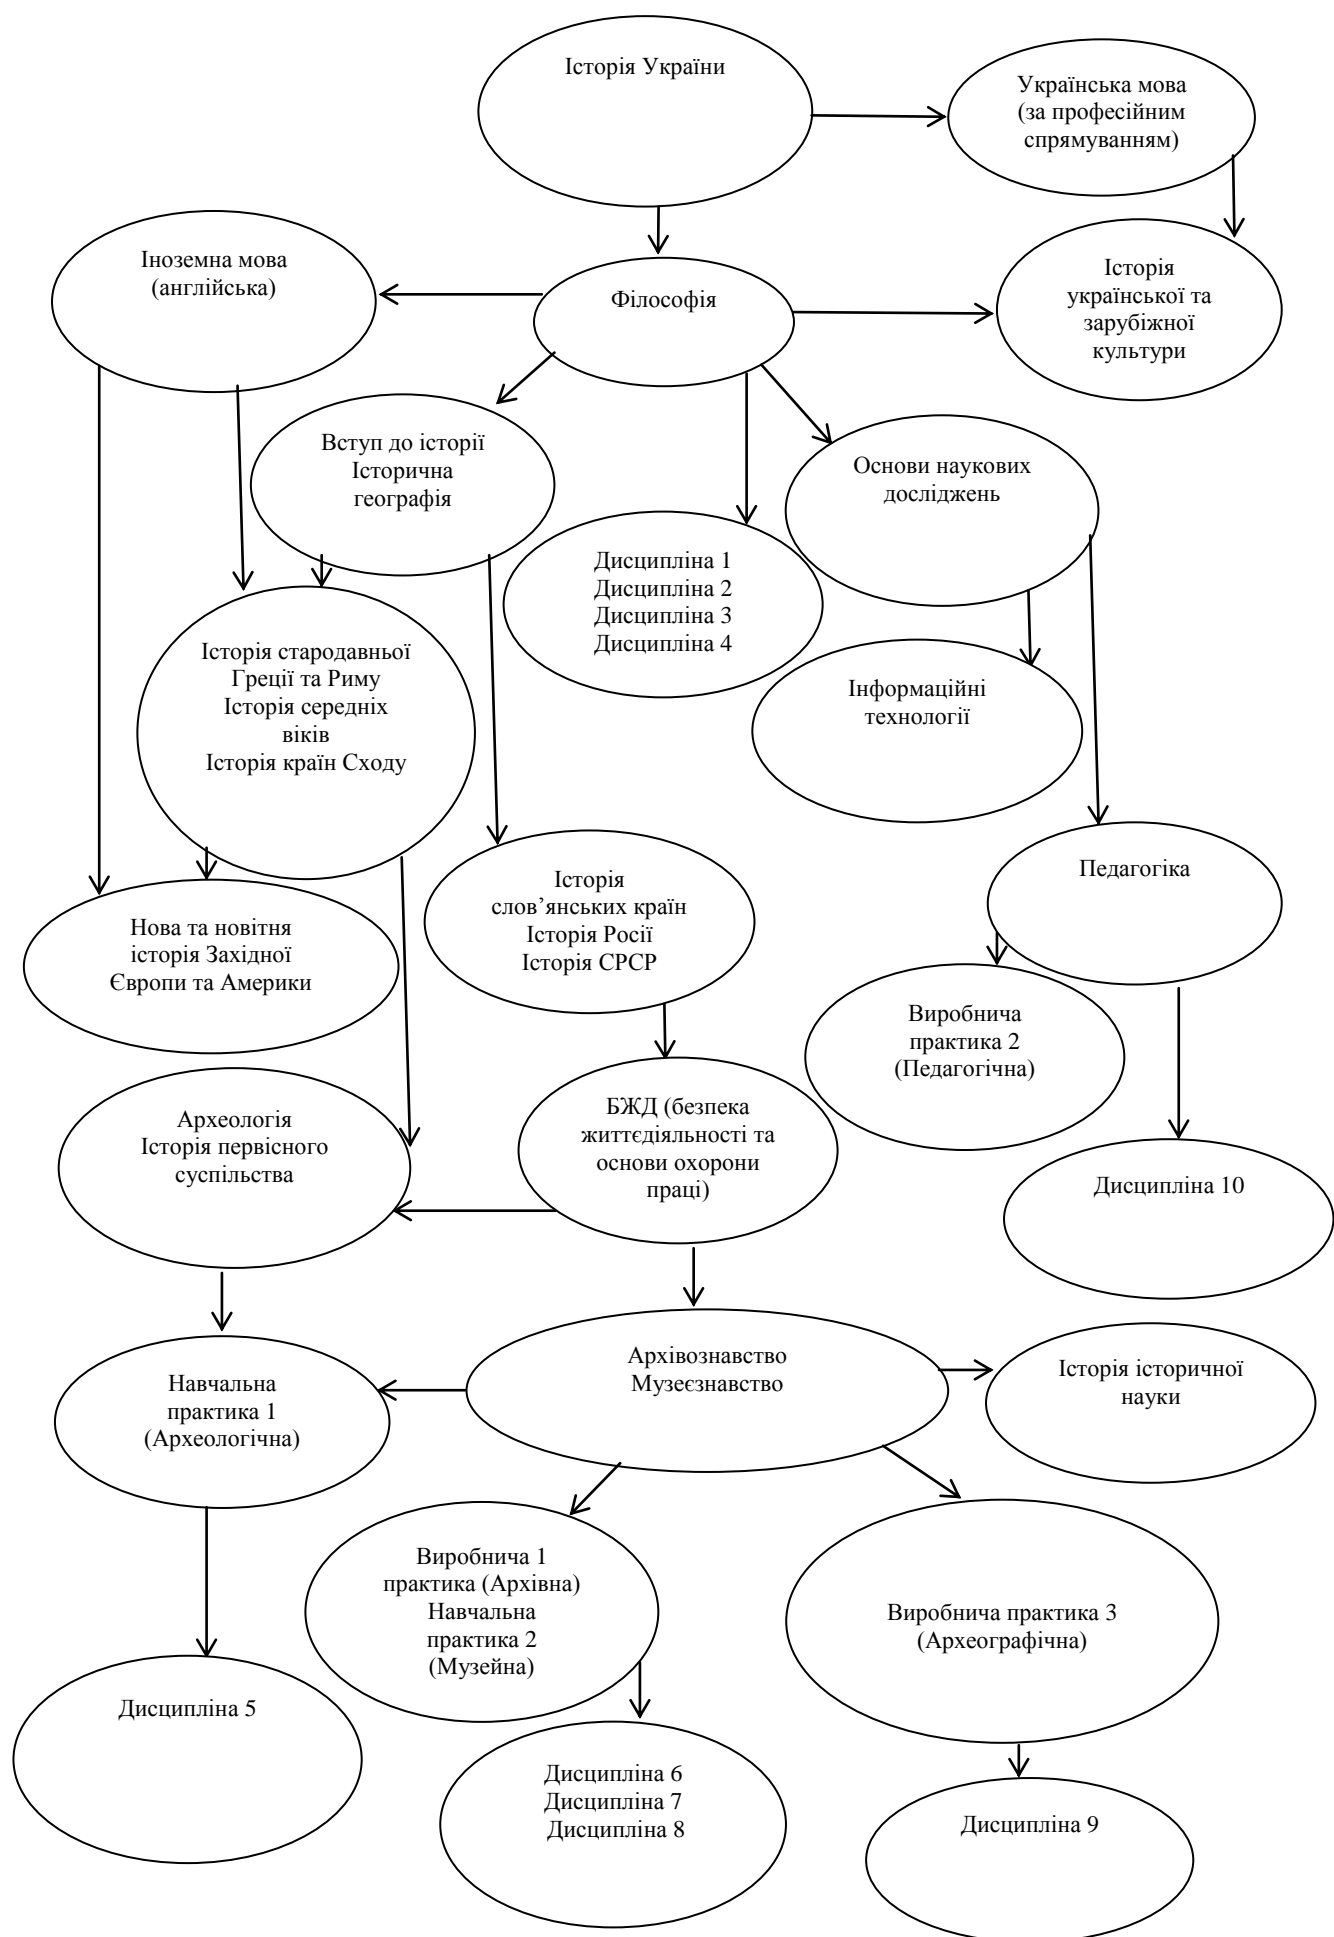 Історія України
Українська мова
(за професійним
спрямуванням)
Іноземна мова
(англійська)
Філософія
Історія
української та
зарубіжної
культури
Вступ до історії
Історична
географія
Основи наукових
досліджень
Дисципліна 1
Дисципліна 2
Дисципліна 3
Дисципліна 4
Історія стародавньої
Греції та Риму
Історія середніх
віків
Історія країн Сходу
Інформаційні
технології
Педагогіка
Історія
слов’янських країн
Історія Росії
Історія СРСР
Нова та новітня
історія Західної
Європи та Америки
Виробнича
практика 2
(Педагогічна)
Археологія
Історія первісного
суспільства
БЖД (безпека
життєдіяльності та
основи охорони
праці)
Дисципліна 10
Архівознавство
Музеєзнавство
Історія історичної
науки
Навчальна
практика 1
(Археологічна)
Виробнича 1
практика (Архівна)
Навчальна
практика 2
(Музейна)
Виробнича практика 3
(Археографічна)
Дисципліна 5
Дисципліна 6
Дисципліна 7
Дисципліна 8
Дисципліна 9